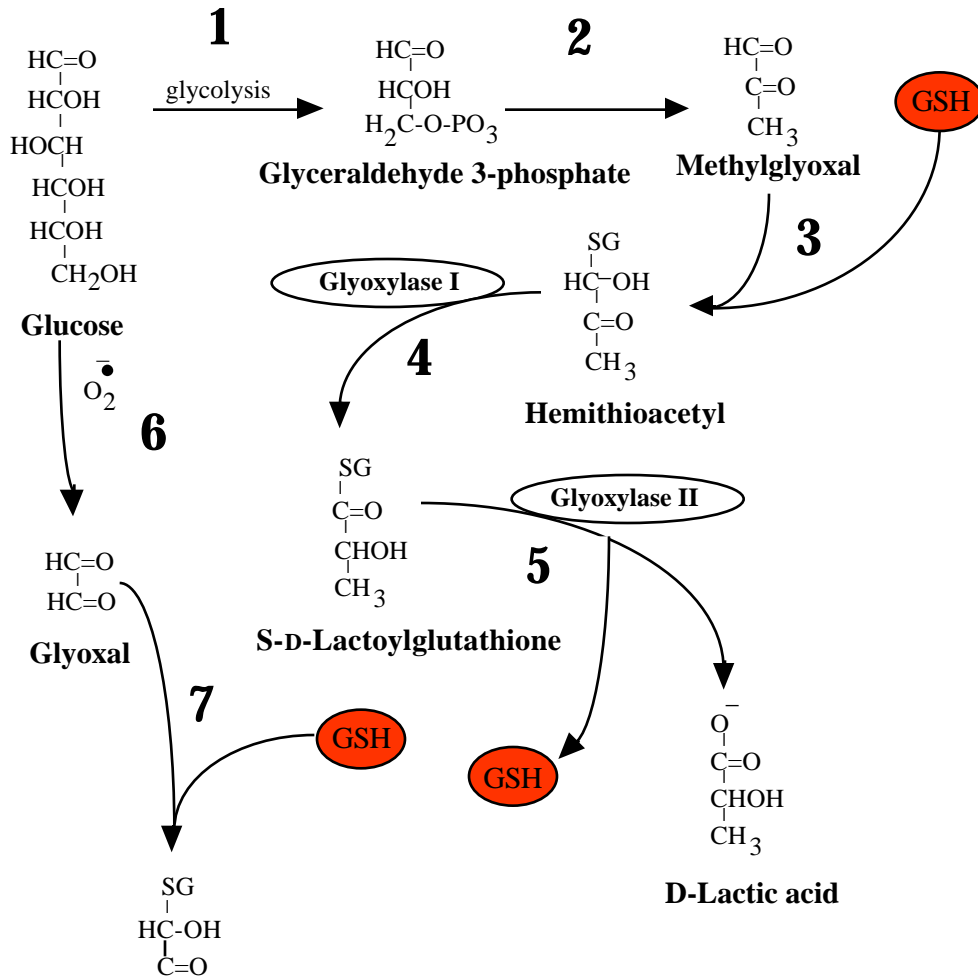 1
glycolysis
2
HC=O
HCOH
HOCH
HCOH
HCOH
CH2OH
Glucose
HC=O
HCOH
H2C-O-PO3
Glyceraldehyde 3-phosphate
HC=O
C=O
CH3
Methylglyoxal
GSH
3
SG
HC-OH
C=O
CH3
Hemithioacetyl
Glyoxylase I
4
O2
–
6
SG
C=O
CHOH
CH3
S-D-Lactoylglutathione
Glyoxylase II
5
HC=O
HC=O
Glyoxal
7
GSH
GSH
O–
C=O
CHOH
CH3
D-Lactic acid
SG
HC-OH
C=O